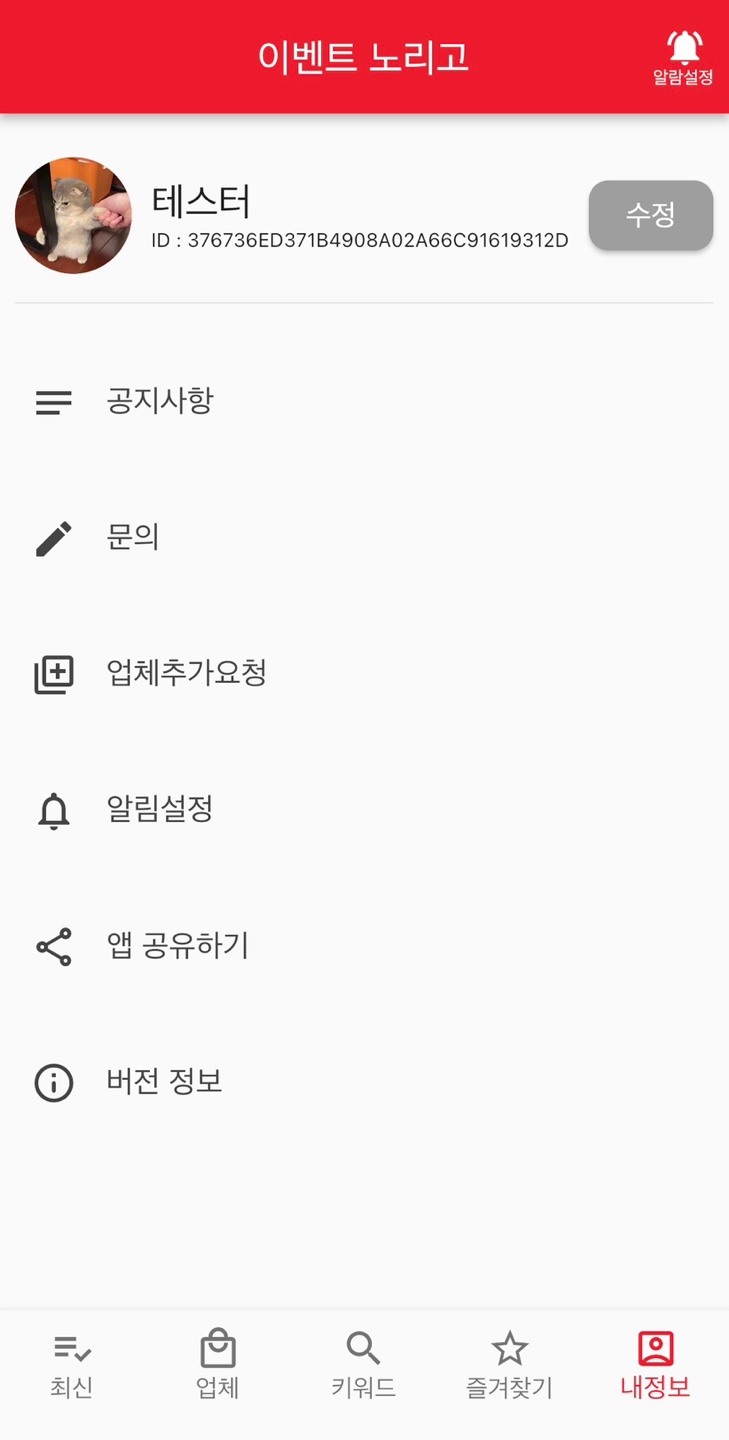 이벤트 노리고
알람설정
테스터
ID : 376736ED371B4908A02A66C91619312D
수정
공지사항
문의
업체추가요청
알림설정
앱 공유하기
버전 정보
최신
업체
키워드
즐겨찾기
내정보